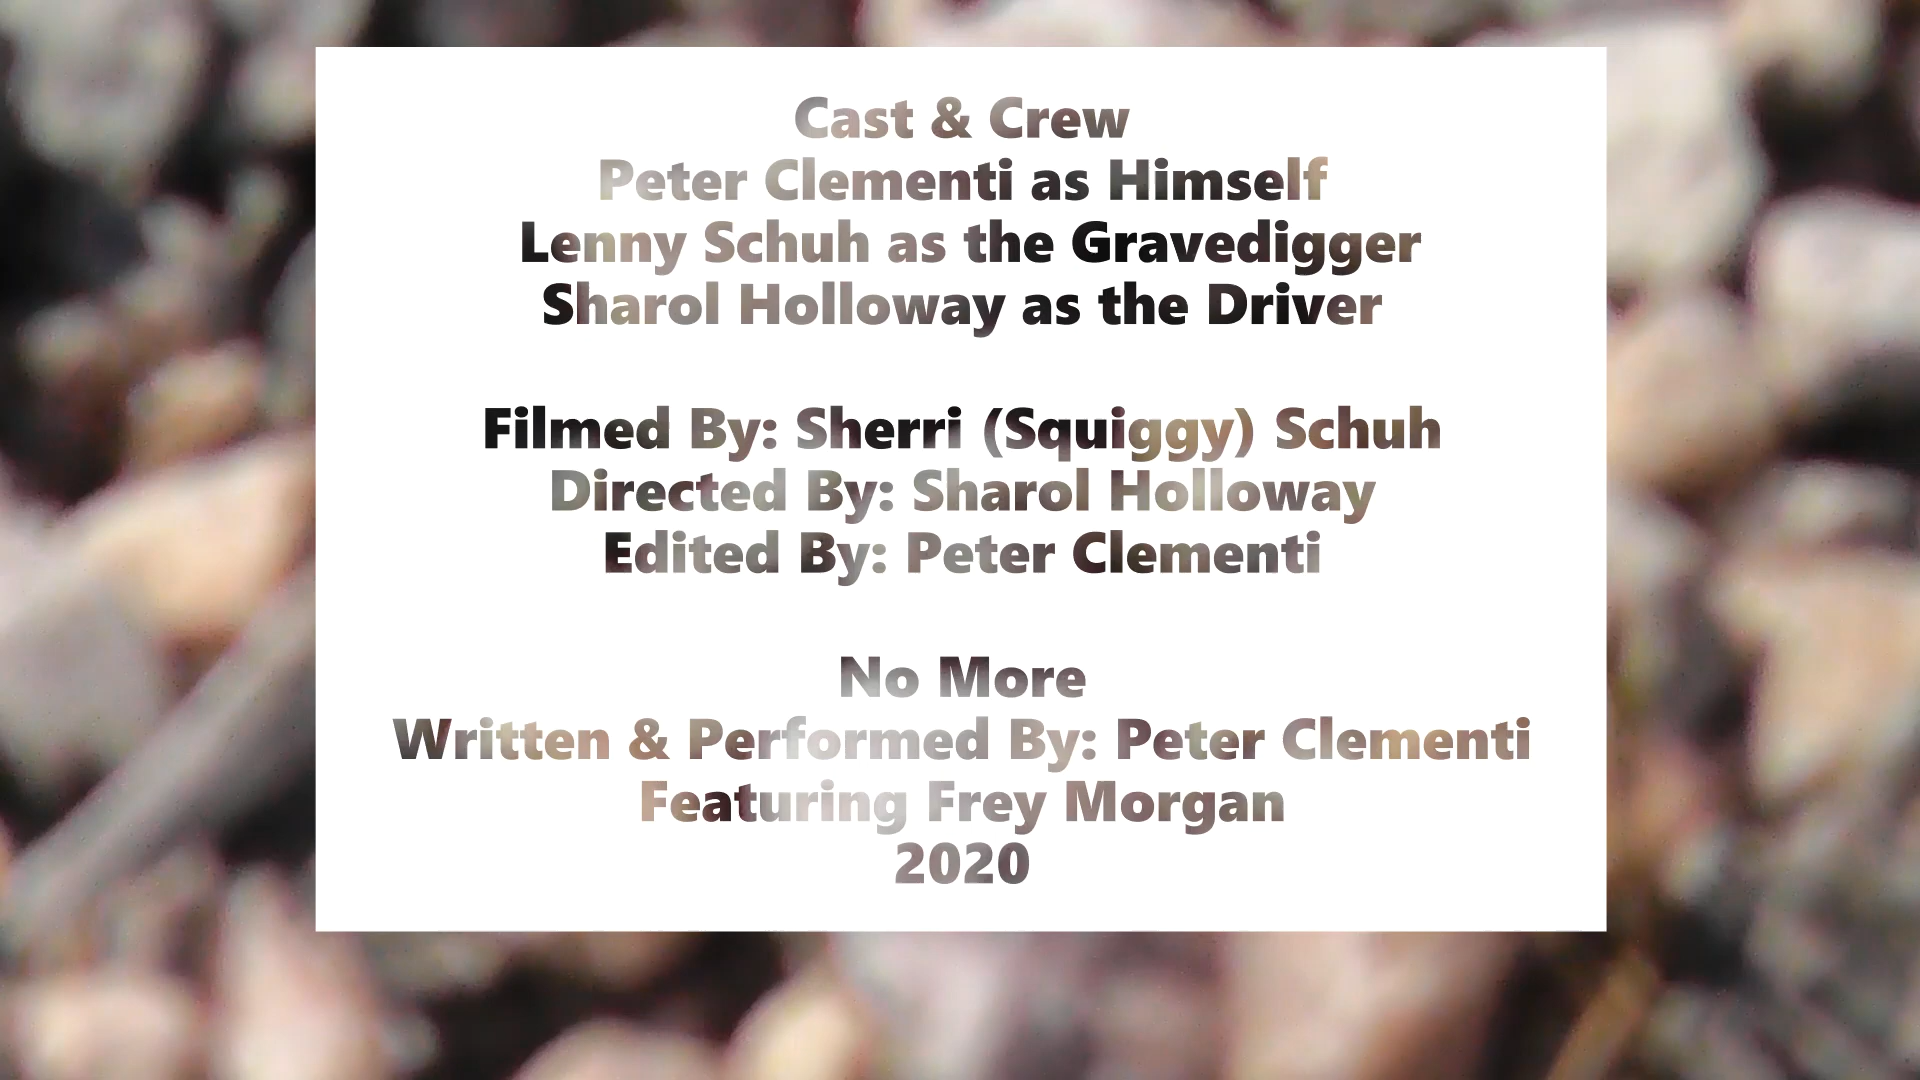 Cast & Crew
Peter Clementi as Himself
Lenny Schuh as the Gravedigger
Sharol Holloway as the Driver
Filmed By: Sherri (Squiggy) Schuh
Directed By: Sharol Holloway
Edited By: Peter Clementi
No More
Written & Performed By: Peter Clementi
Featuring Frey Morgan
2020